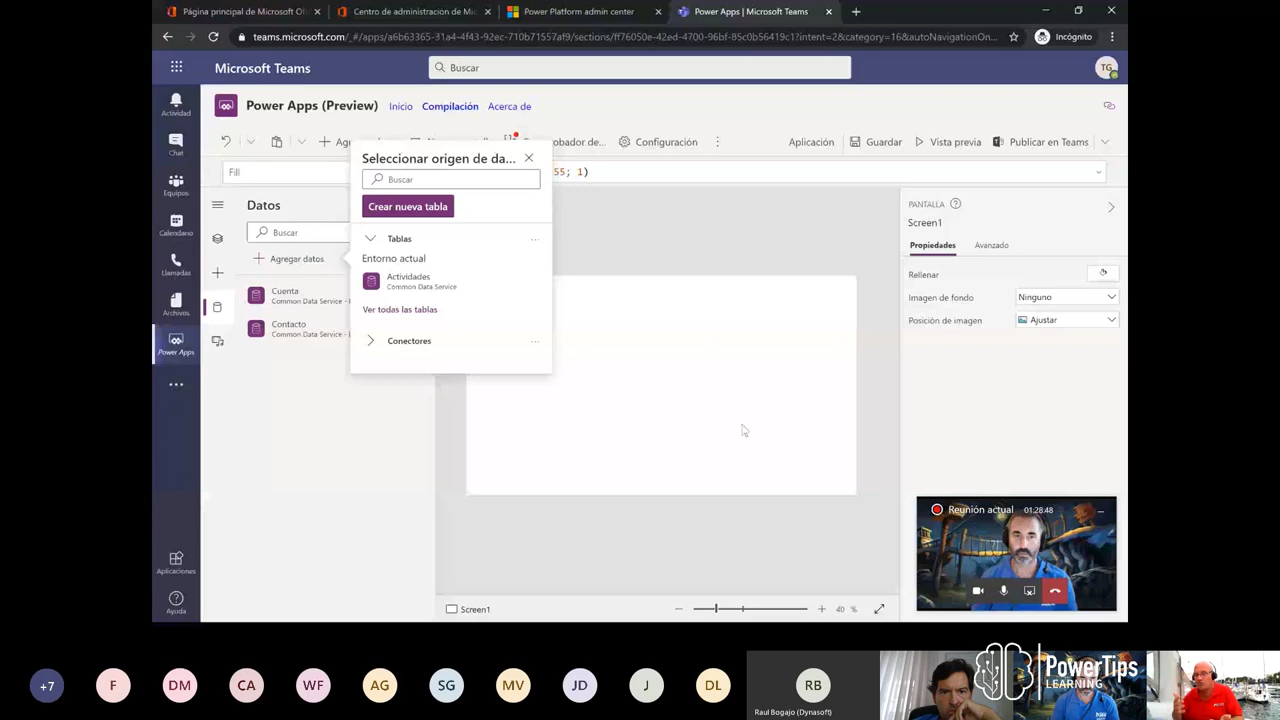 Página principal de Microsoft Of
Centro de administración de Mi
Power Platform admin center
Power Apps | Microsoft Teams
teams.microsoft.com/_#/apps/a6b63365-31a4-4f43-92ec-710b71557af9/sections/ff76050e-42ed-4700-96bf-85c0b56419c1?intent=2&category=16&autoNavigationOn...
Incógnito
Microsoft Teams
Buscar
TG
Actividad
Chat
Equipos
Calendario
Llamadas
Archivos
Power Apps
Aplicaciones
Ayuda
Power Apps (Preview)
Inicio
Compilación
Acerca de
robador de...
Configuración
Aplicación
Guardar
Vista previa
Publicar en Teams
Fill
55; 1)
Datos
Buscar
Agregar datos
Cuenta
Common Data Service -
Contacto
Common Data Service -
Seleccionar origen de da...
Buscar
Crear nueva tabla
Tablas
Entorno actual
Actividades
Common Data Service
Ver todas las tablas
Conectores
PANTALLA
Screen1
Propiedades
Avanzado
Rellenar
Imagen de fondo
Ninguno
Posición de imagen
Ajustar
Reunión actual
01:28:48
Screen1
40 %
+7
F
DM
CA
WF
AG
SG
MV
JD
J
DL
RB
Raul Bogajo (Dynasoft)
PowerTips
LEARNING